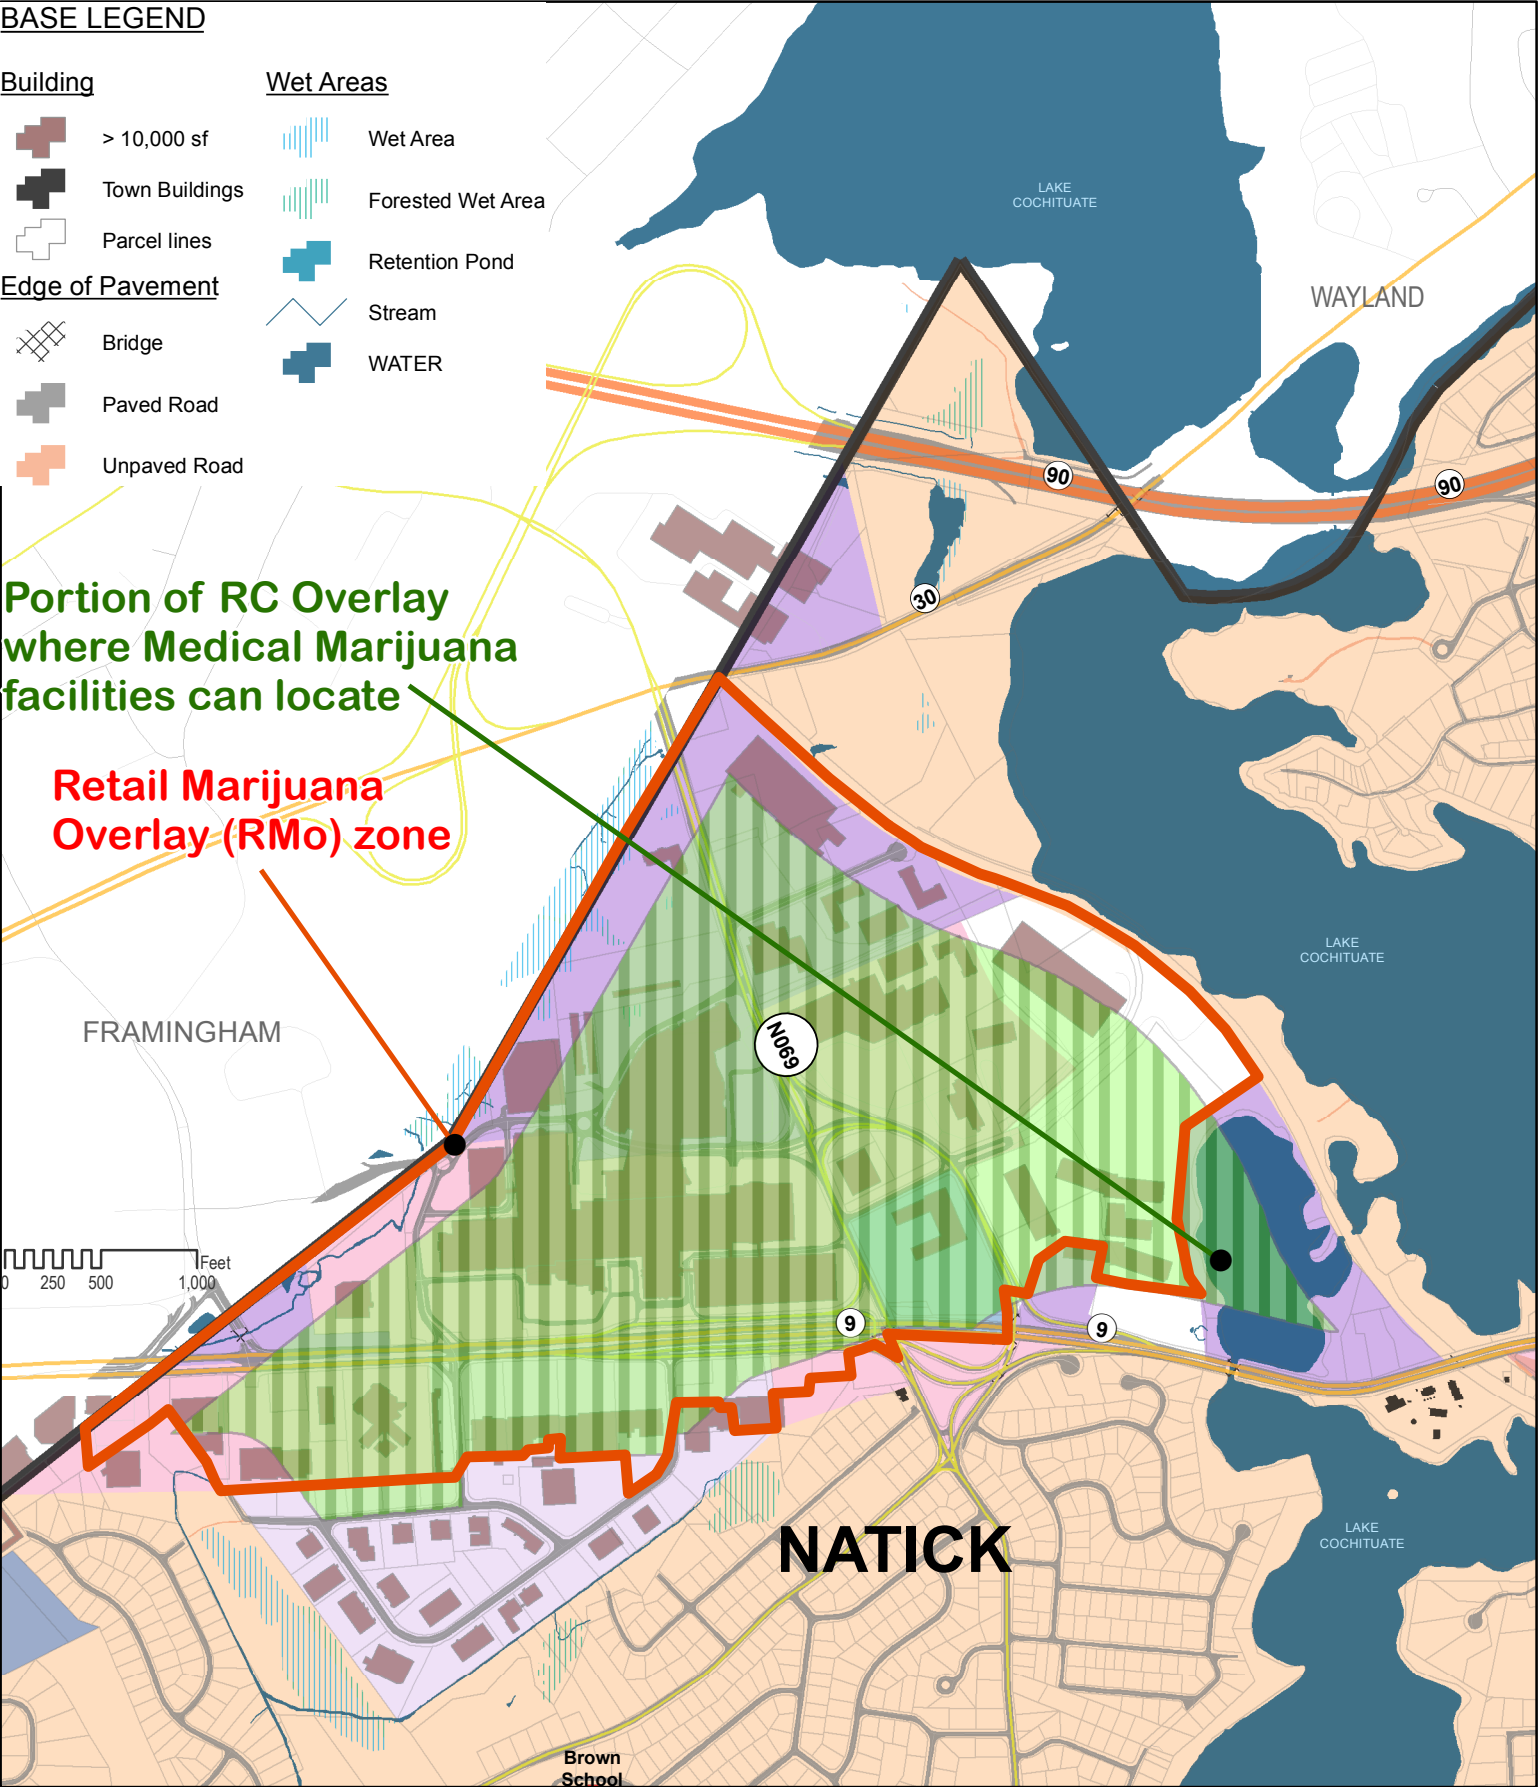 BASE LEGEND
Building
> 10,000 sf
Town Buildings
Parcel lines
Edge of Pavement
Bridge
Paved Road
Unpaved Road
Wet Areas
Wet Area
Forested Wet Area
Retention Pond
Stream
WATER
LAKE
COCHITUATE
WAYLAND
90
90
30
Portion of RC Overlay
where Medical Marijuana
facilities can locate
Retail Marijuana
Overlay (RMo) zone
LAKE
COCHITUATE
FRAMINGHAM
N069
Feet
0 250 500 1,000
9
9
NATICK
LAKE
COCHITUATE
Brown
School